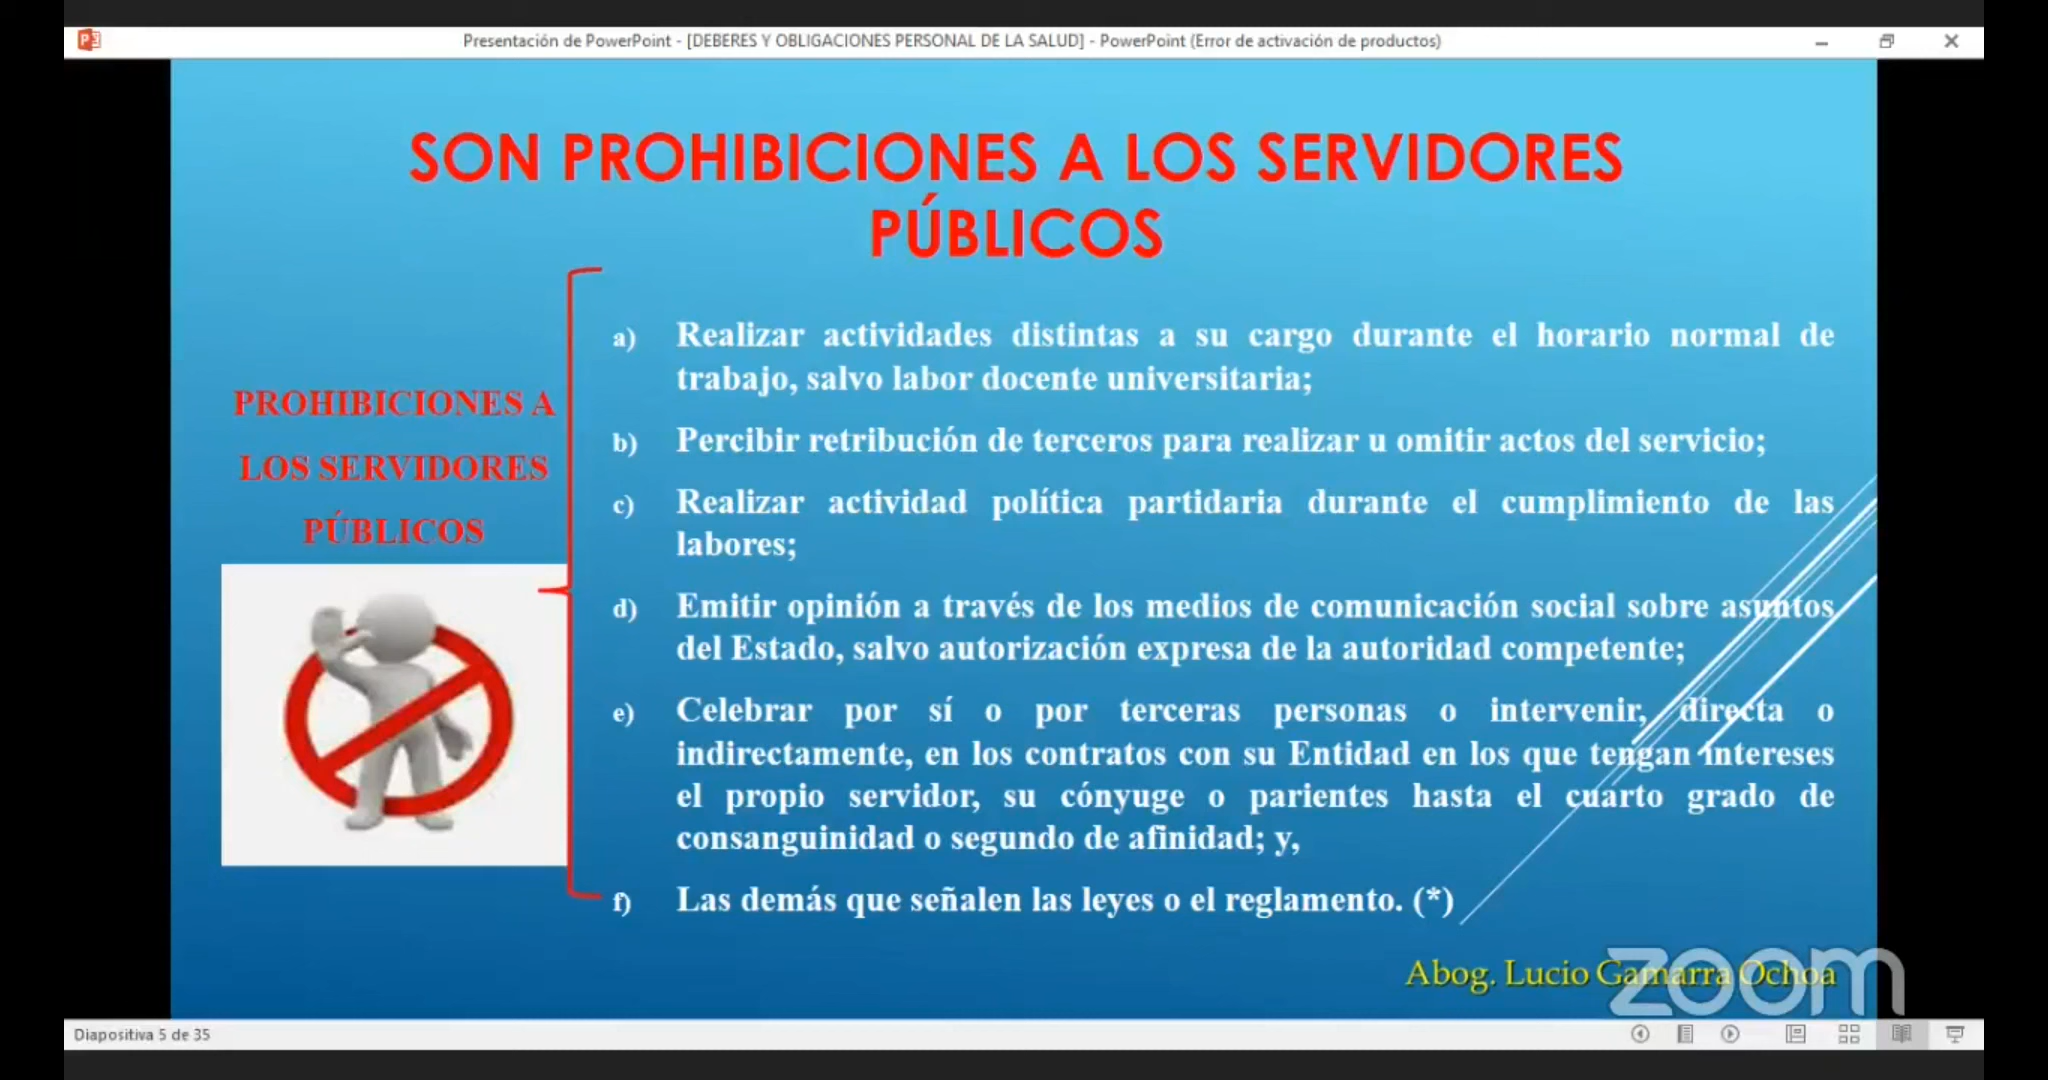 Presentación de PowerPoint - [DEBERES Y OBLIGACIONES PERSONAL DE LA SALUD] - PowerPoint (Error de activación de productos)
SON PROHIBICIONES A LOS SERVIDORES
PÚBLICOS
PROHIBICIONES A
LOS SERVIDORES
PÚBLICOS
a) Realizar actividades distintas a su cargo durante el horario normal de
trabajo, salvo labor docente universitaria;
b) Percibir retribución de terceros para realizar u omitir actos del servicio;
c) Realizar actividad política partidaria durante el cumplimiento de las
labores;
d) Emitir opinión a través de los medios de comunicación social sobre asuntos
del Estado, salvo autorización expresa de la autoridad competente;
e) Celebrar por sí o por terceras personas o intervenir, directa o
indirectamente, en los contratos con su Entidad en los que tengan intereses
el propio servidor, su cónyuge o parientes hasta el cuarto grado de
consanguinidad o segundo de afinidad; y,
f) Las demás que señalen las leyes o el reglamento. (*)
Abog. Lucio Gamarra Ochoa
zoom
Diapositiva 5 de 35